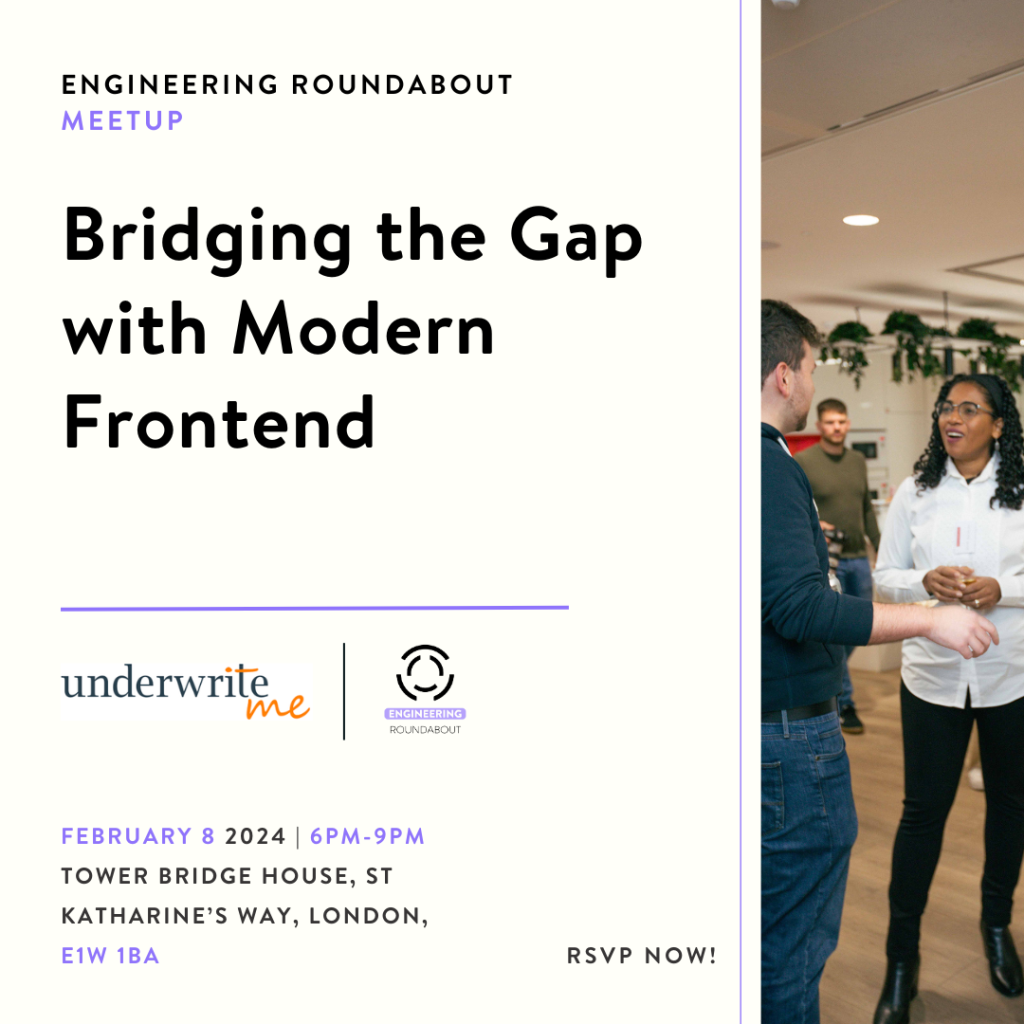 ENGINEERING ROUNDABOUT
MEETUP
Bridging the Gap
with Modern
Frontend
underwrite
me
ENGINEERING
ROUNDABOUT
FEBRUARY 8 2024 | 6PM-9PM
TOWER BRIDGE HOUSE, ST
KATHARINE’S WAY, LONDON,
E1W 1BA
RSVP NOW!